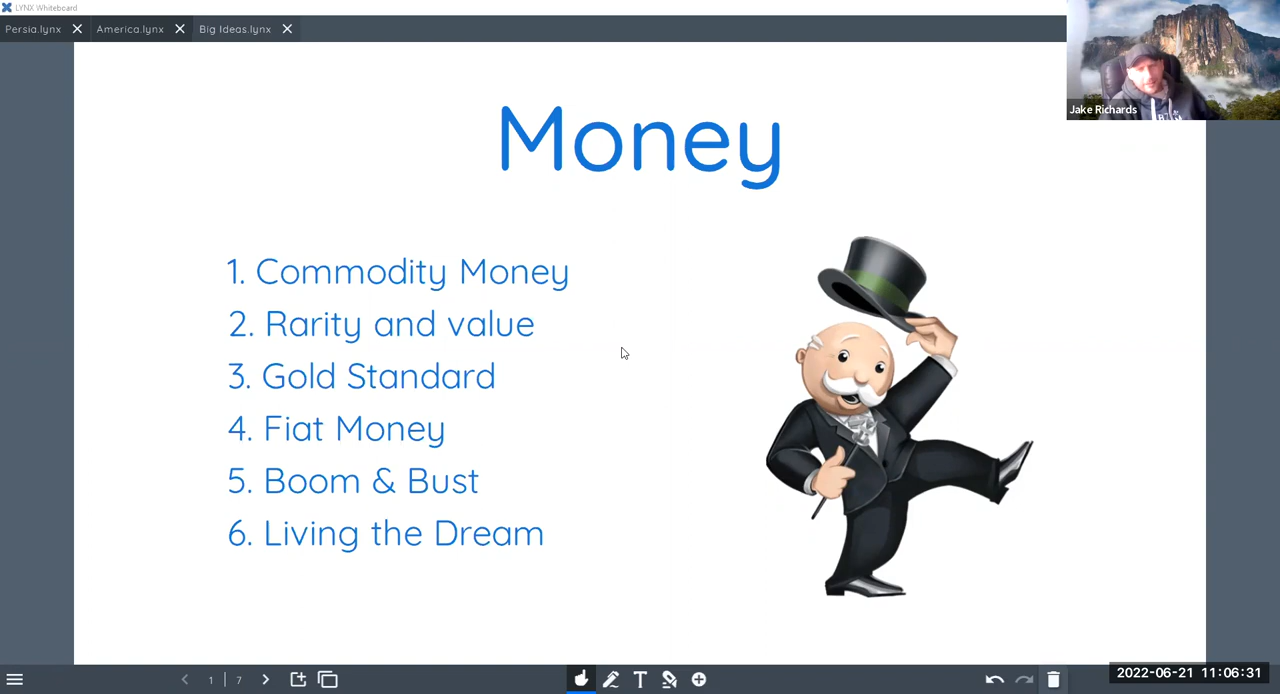 LYNX Whiteboard
Persia.lynx America.lynx Big Ideas.lynx
Jake Richards
Money
1. Commodity Money
2. Rarity and value
3. Gold Standard
4. Fiat Money
5. Boom & Bust
6. Living the Dream
1 | 7
T
2022-06-21 11:06:31